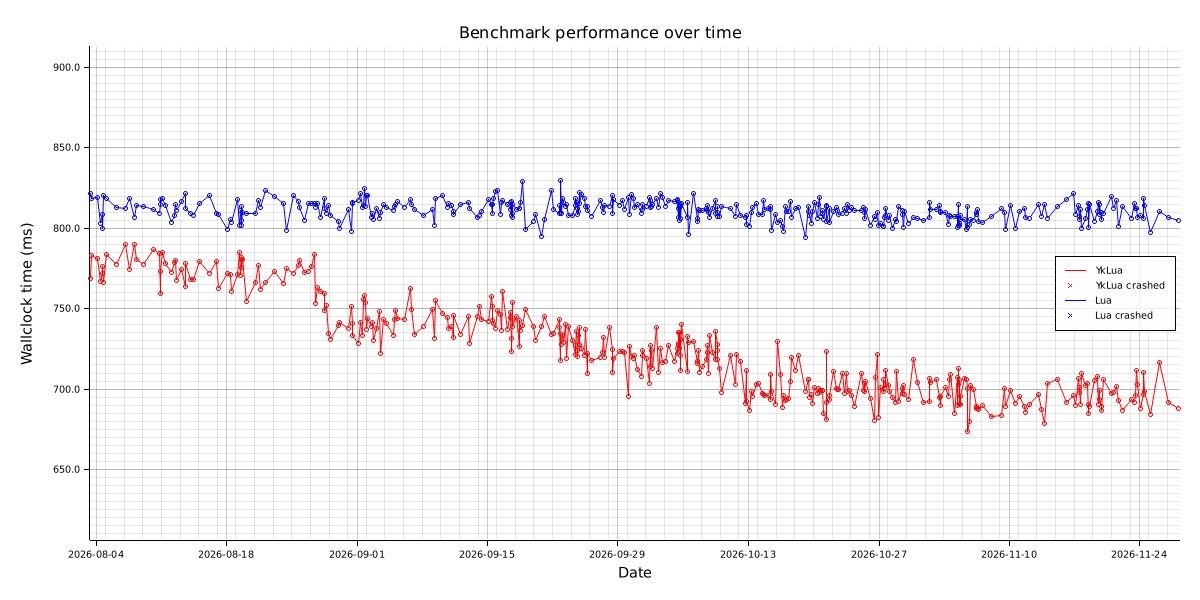 Benchmark performance over time
Wallclock time (ms)
900.0
850.0
800.0
750.0
700.0
650.0
YkLua
YkLua crashed
Lua
Lua crashed
2026-08-04 2026-08-18 2026-09-01 2026-09-15 2026-09-29 2026-10-13 2026-10-27 2026-11-10 2026-11-24
Date